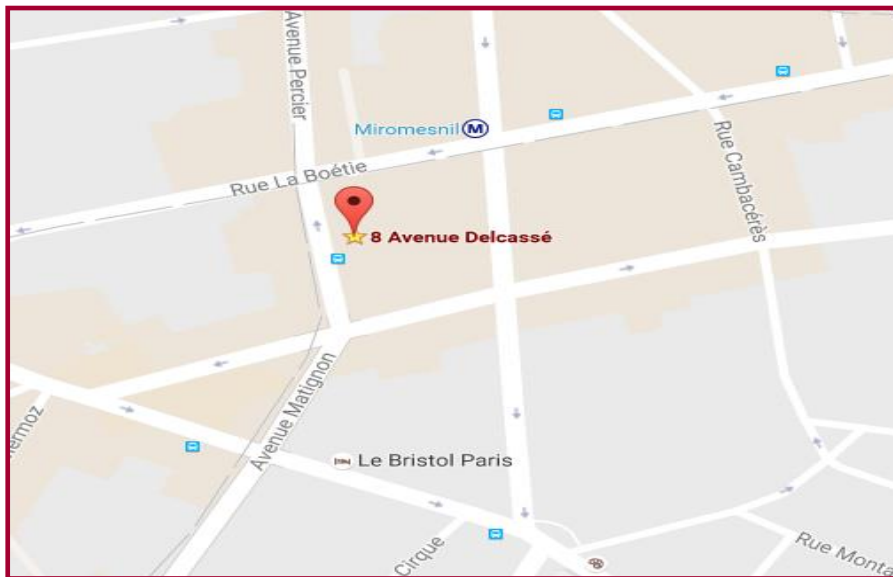 Avenue Percier
Miromesnil M
Rue La Boétie
Rue Cambacérès
8 Avenue Delcassé
Avenue Matignon
ermoz
Le Bristol Paris
Cirque
Rue Monta